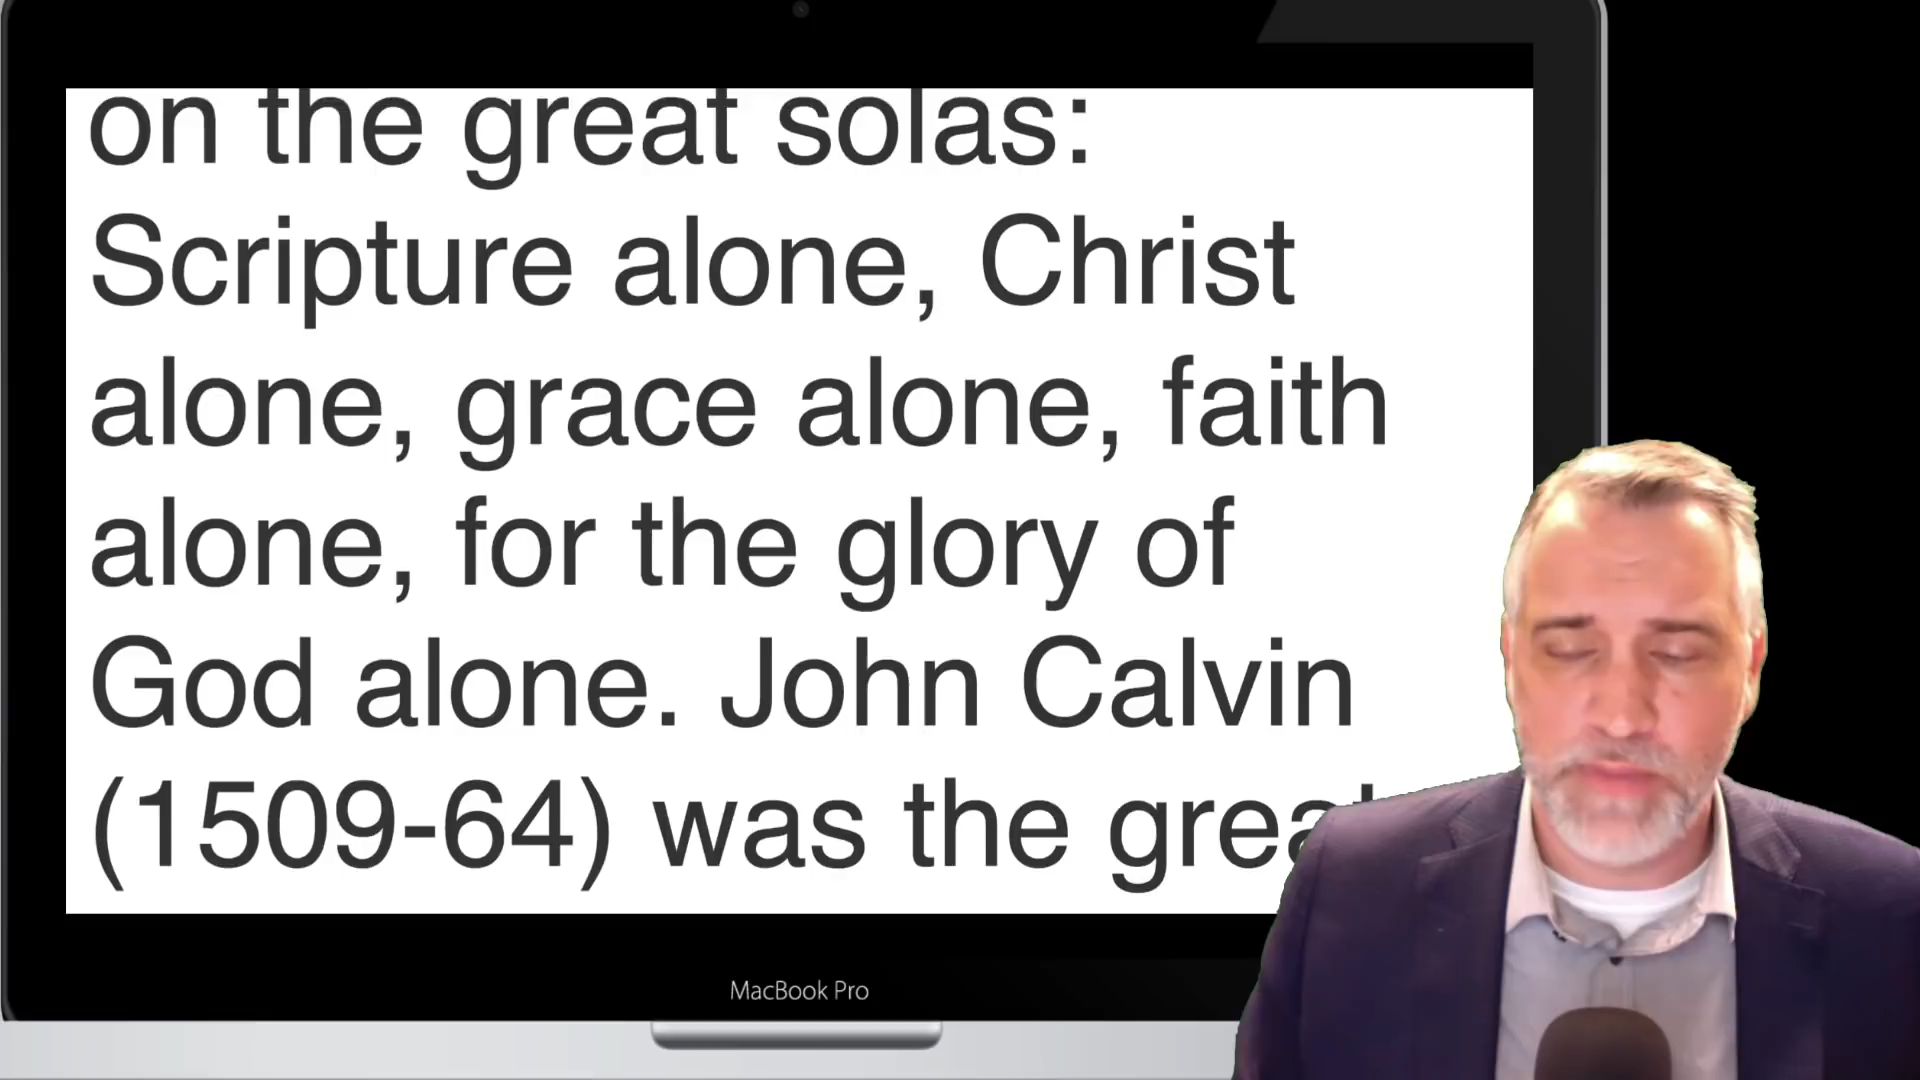 on the great solas:
Scripture alone, Christ
alone, grace alone, faith
alone, for the glory of
God alone. John Calvin
(1509-64) was the
MacBook Pro